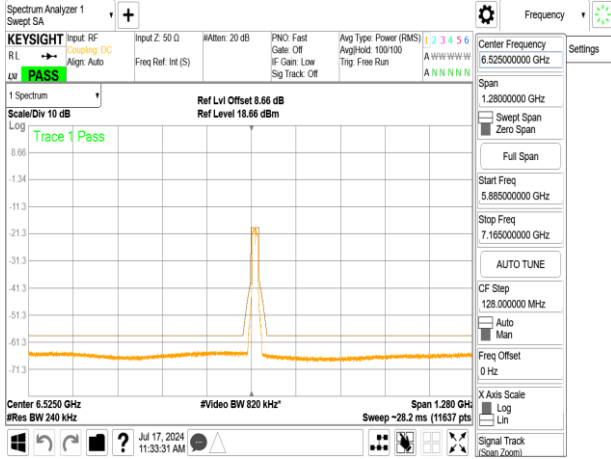 Spectrum Analyzer 1
Swept SA
Frequency
Settings
KEYSIGHT
RL
PASS
Input: RF
Coupling: DC
Align: Auto
Input Z: 50 Ω
Freq Ref: Int (S)
#Atten: 20 dB
PNO: Fast
Gate: Off
IF Gain: Low
Sig Track: Off
Avg Type: Power (RMS)
Avg|Hold: 100/100
Trig: Free Run
1 2 3 4 5 6
A W W W W W
A N N N N N
1 Spectrum
Scale/Div 10 dB
Ref Lvl Offset 8.66 dB
Ref Level 18.66 dBm
Log
Trace 1 Pass
8.66
-1.34
-11.3
-21.3
-31.3
-41.3
-51.3
-61.3
-71.3
Center 6.5250 GHz
#Res BW 240 kHz
#Video BW 820 kHz*
Span 1.280 GHz
Sweep ~28.2 ms (11637 pts
Jul 17, 2024
11:33:31 AM
Center Frequency
6.525000000 GHz
Span
1.28000000 GHz
Swept Span
Zero Span
Full Span
Start Freq
5.885000000 GHz
Stop Freq
7.165000000 GHz
AUTO TUNE
CF Step
128.000000 MHz
Auto
Man
Freq Offset
0 Hz
X Axis Scale
Log
Lin
Signal Track
(Span Zoom)